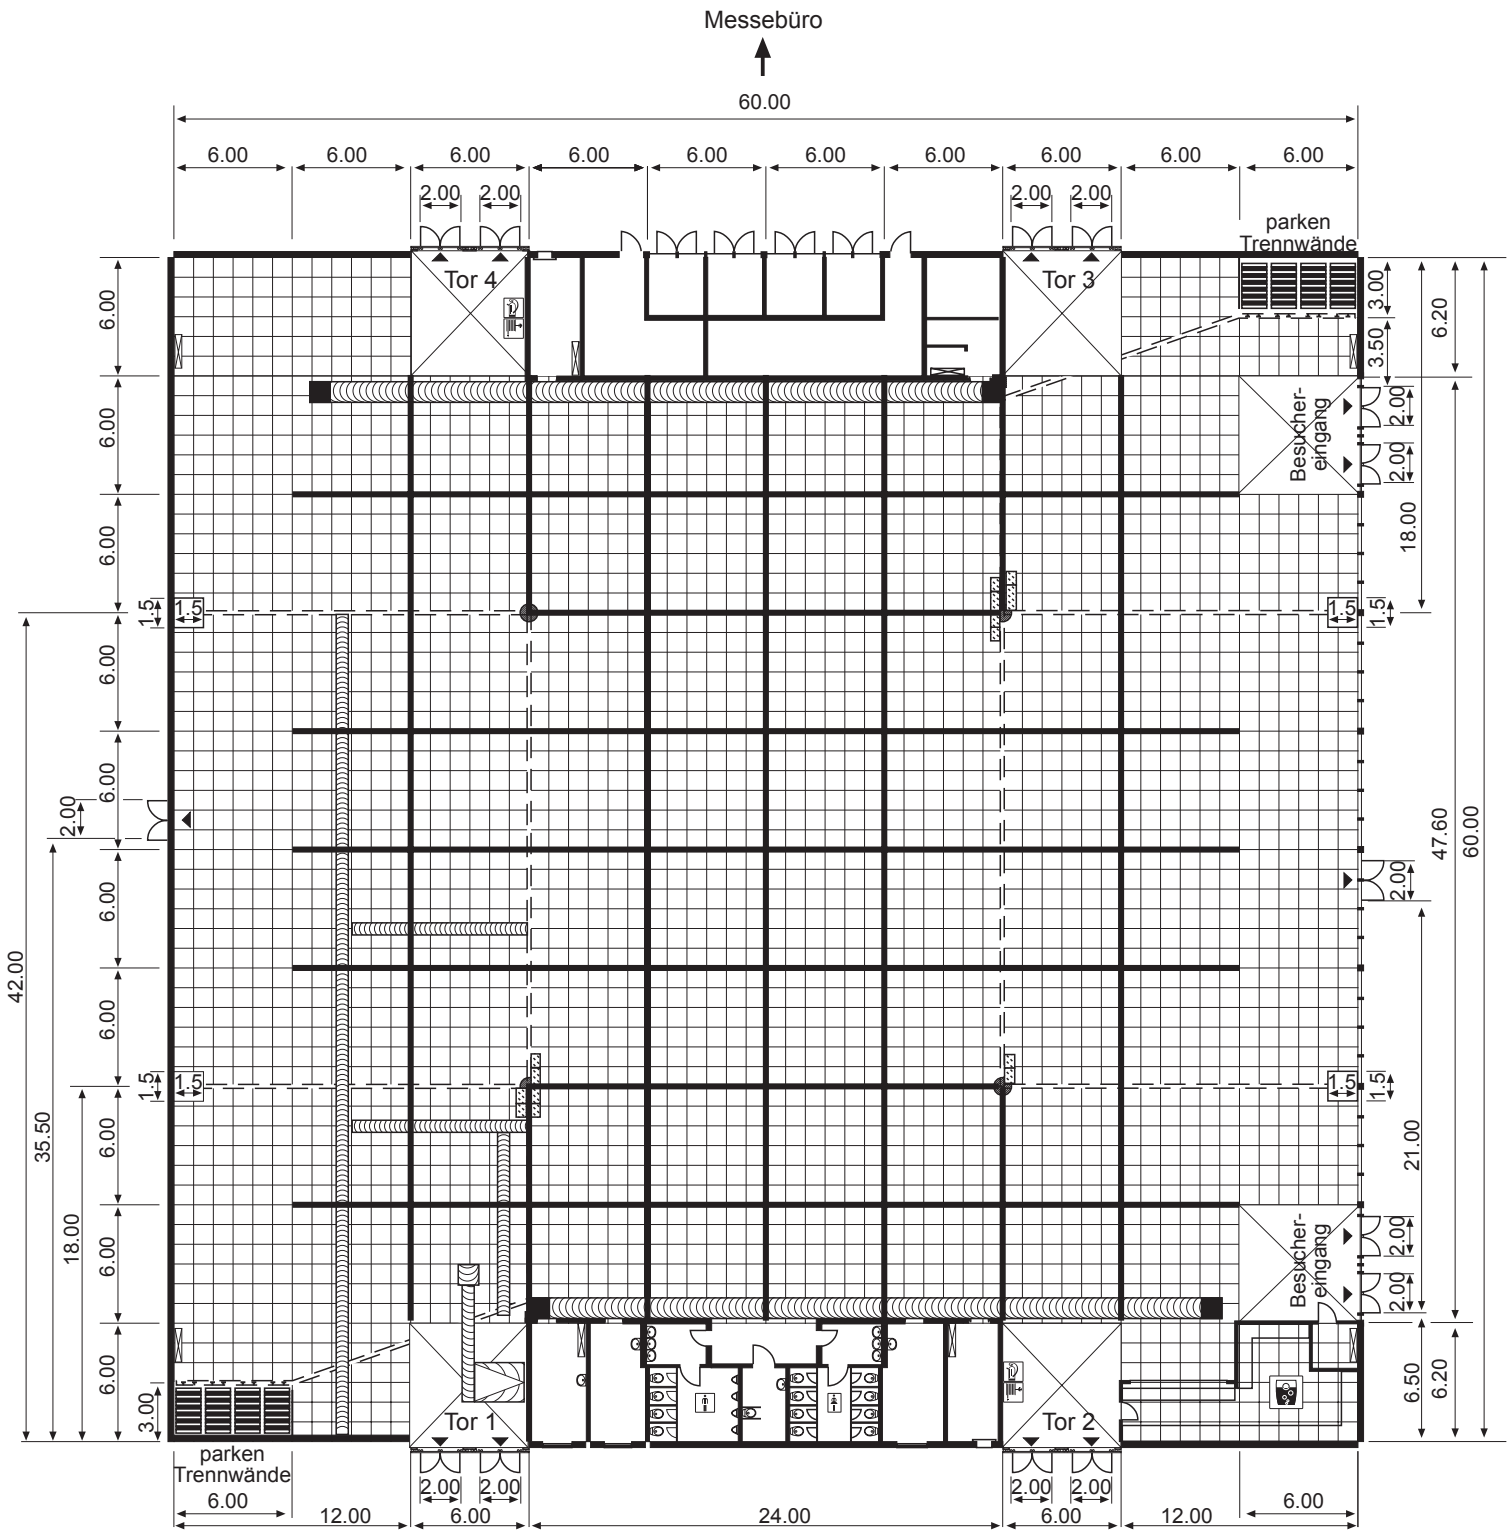 Messebüro
60.00
6.00 6.00 6.00 6.00 6.00 6.00 6.00 6.00 6.00 6.00
2.00 2.00 2.00 2.00
parken
Trennwände
Tor 4
Tor 3
6.00
3.00
6.20
3.50
6.00
2.00
Besucher-
eingang
2.00
6.00
18.00
1.5 1.5
1.5 1.5
6.00
6.00
2.00
47.60
60.00
6.00
2.00
42.00
6.00
1.5 1.5
1.5 1.5
35.50
6.00
21.00
18.00
6.00
Besucher-
eingang
2.00
2.00
6.00
3.00
6.50
6.20
Tor 1
Tor 2
parken
Trennwände
2.00 2.00 2.00 2.00
6.00 6.00
12.00 6.00 24.00 6.00 12.00